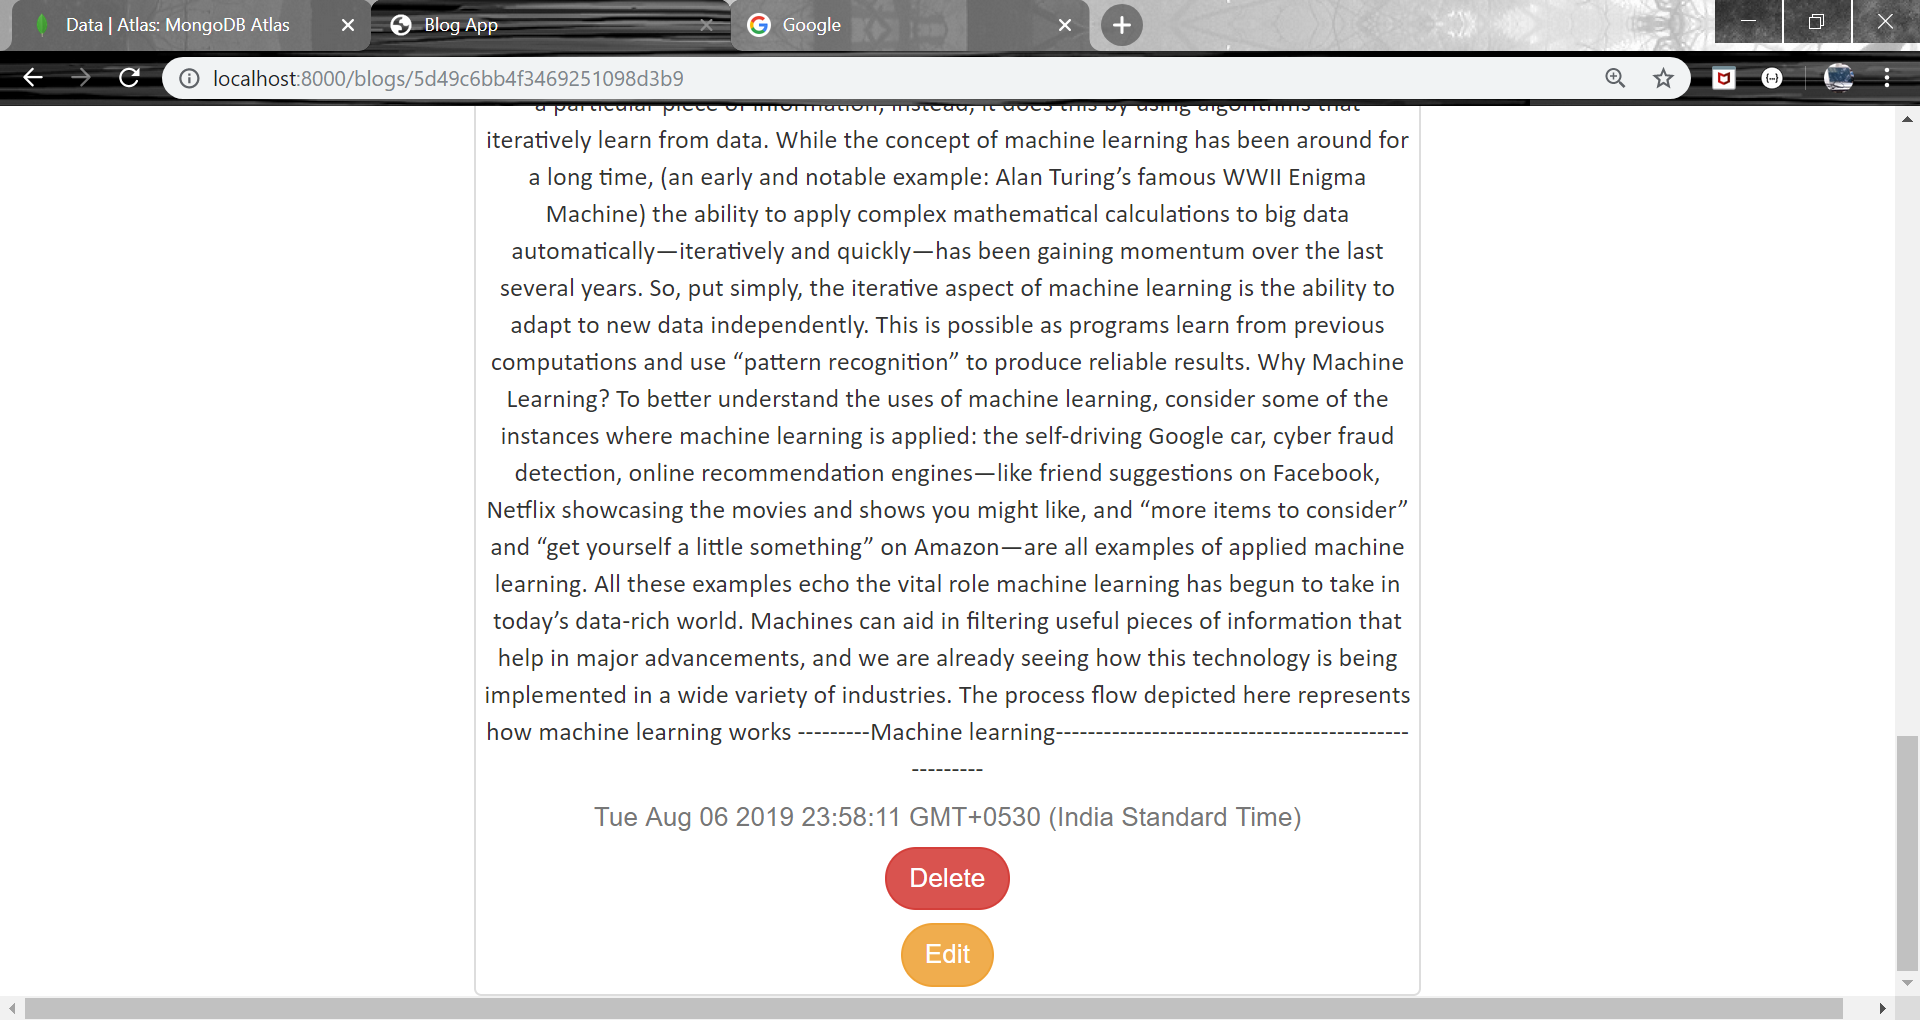 Data | Atlas: MongoDB Atlas
Blog App
Google
localhost:8000/blogs/5d49c6bb4f3469251098d3b9
a particular piece of information; instead, it does this by using algorithms that
iteratively learn from data. While the concept of machine learning has been around for
a long time, (an early and notable example: Alan Turing’s famous WWII Enigma
Machine) the ability to apply complex mathematical calculations to big data
automatically—iteratively and quickly—has been gaining momentum over the last
several years. So, put simply, the iterative aspect of machine learning is the ability to
adapt to new data independently. This is possible as programs learn from previous
computations and use “pattern recognition” to produce reliable results. Why Machine
Learning? To better understand the uses of machine learning, consider some of the
instances where machine learning is applied: the self-driving Google car, cyber fraud
detection, online recommendation engines—like friend suggestions on Facebook,
Netflix showcasing the movies and shows you might like, and “more items to consider”
and “get yourself a little something” on Amazon—are all examples of applied machine
learning. All these examples echo the vital role machine learning has begun to take in
today’s data-rich world. Machines can aid in filtering useful pieces of information that
help in major advancements, and we are already seeing how this technology is being
implemented in a wide variety of industries. The process flow depicted here represents
how machine learning works ---------Machine learning--------------------------------------------
---------
Tue Aug 06 2019 23:58:11 GMT+0530 (India Standard Time)
Delete
Edit